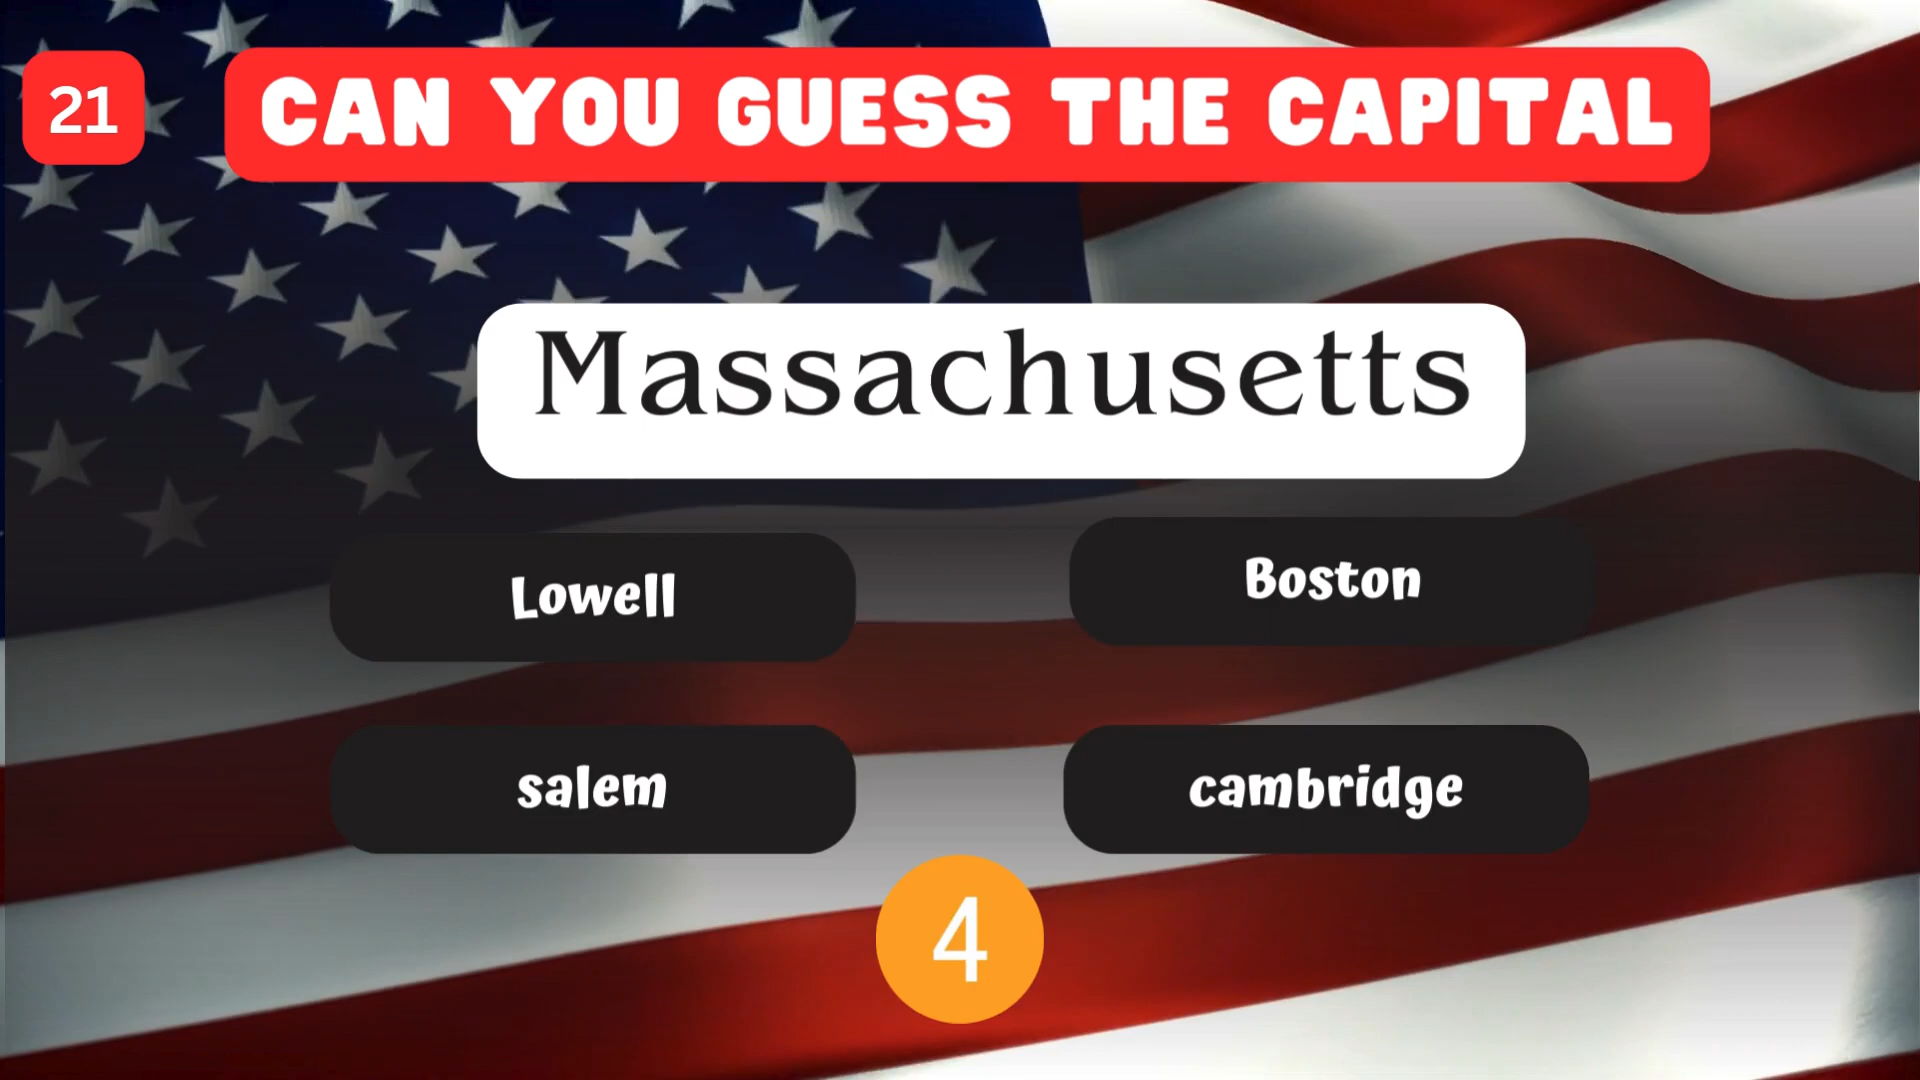 21
CAN YOU GUESS THE CAPITAL
Massachusetts
Lowell
Boston
salem
cambridge
4